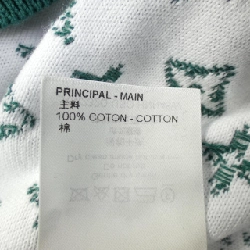 PRINCIPAL - MAIN
主料
100% COTON - COTTON
棉